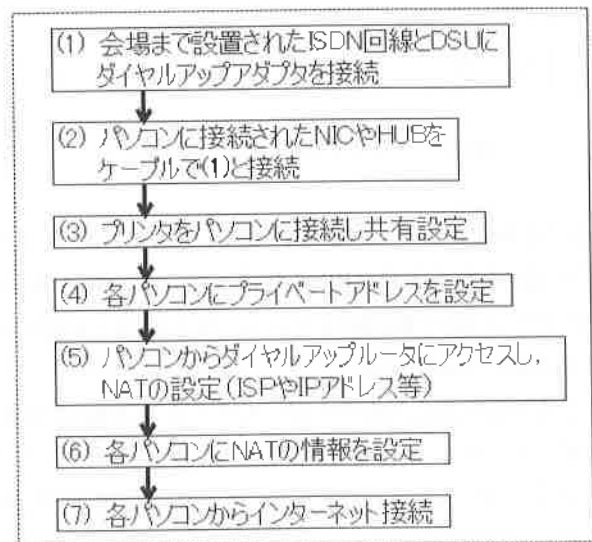 (1) 会場まで設置されたISDN回線とDSUに
ダイヤルアップアダプタを接続
(2) パソコンに接続されたNICやHUBを
ケーブルで(1)と接続
(3) プリンタをパソコンに接続し共有設定
(4) 各パソコンにプライベートアドレスを設定
(5) パソコンからダイヤルアップルータにアクセスし,
NATの設定(ISPやIPアドレス等)
(6) 各パソコンにNATの情報を設定
(7) 各パソコンからインターネット接続